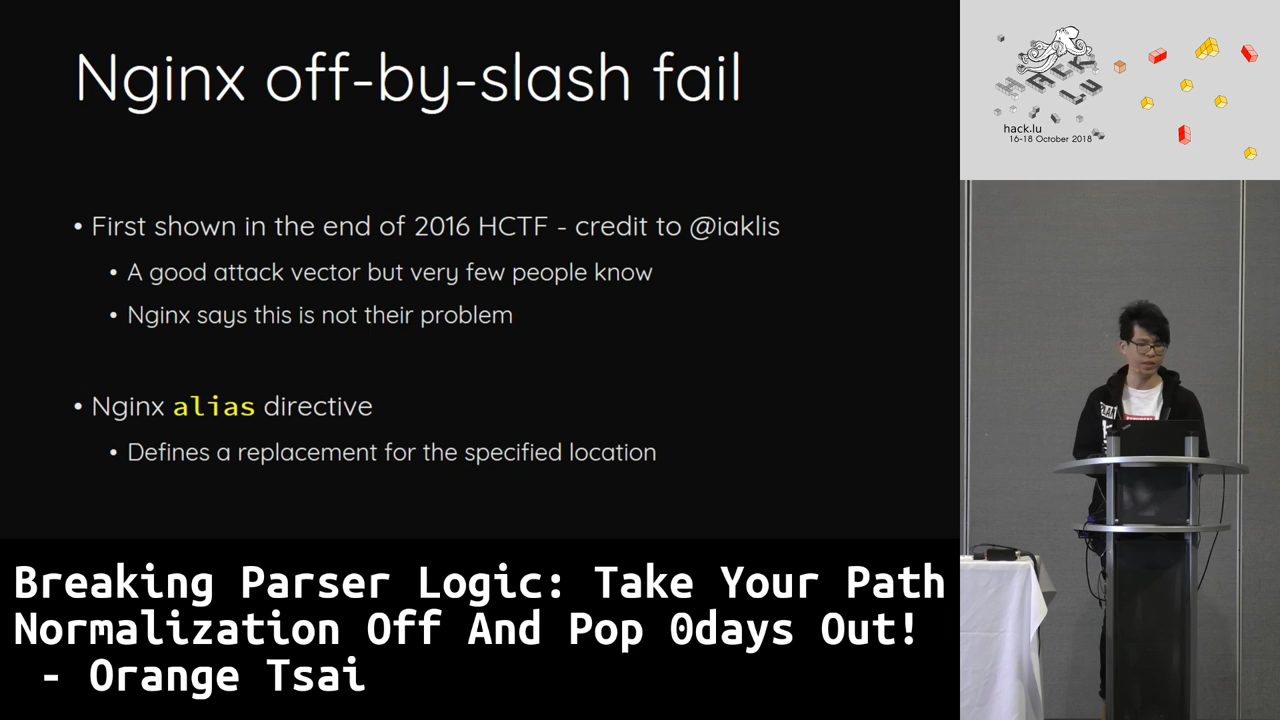 Nginx off-by-slash fail
• First shown in the end of 2016 HCTF - credit to @iaklis
• A good attack vector but very few people know
• Nginx says this is not their problem
• Nginx alias directive
• Defines a replacement for the specified location
HACK
LU
hack.lu
16-18 October 2018
Breaking Parser Logic: Take Your Path
Normalization Off And Pop 0days Out!
- Orange Tsai